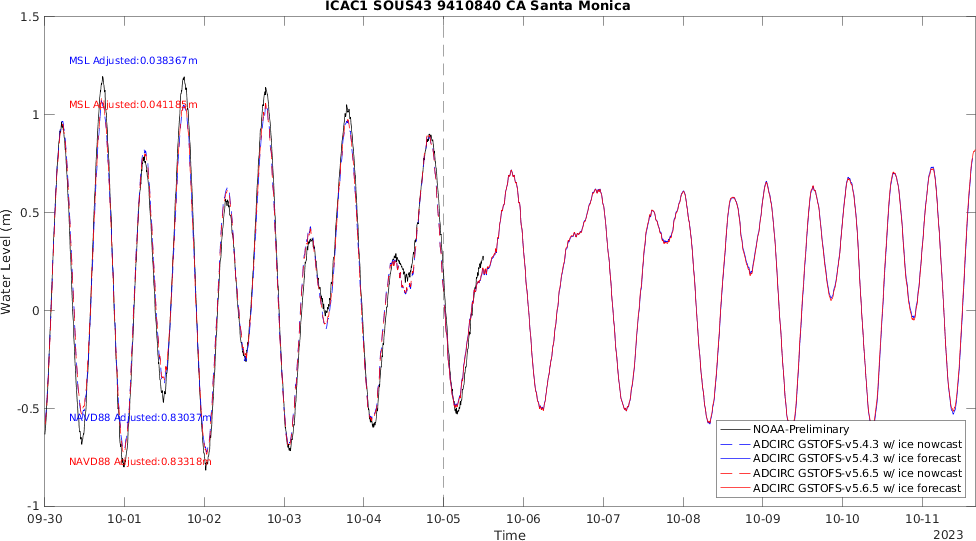 ICAC1 SOUS43 9410840 CA Santa Monica
1.5
MSL Adjusted:0.038367m
1
MSL Adjusted:0.041185m
0.5
Water Level (m)
0
-0.5
NAVD88 Adjusted:0.83037m
NAVD88 Adjusted:0.83318m
-1
NOAA-Preliminary
ADCIRC GSTOFS-v5.4.3 w/ ice nowcast
ADCIRC GSTOFS-v5.4.3 w/ ice forecast
ADCIRC GSTOFS-v5.6.5 w/ ice nowcast
ADCIRC GSTOFS-v5.6.5 w/ ice forecast
09-30 10-01 10-02 10-03 10-04 10-05 10-06 10-07 10-08 10-09 10-10 10-11
Time
2023